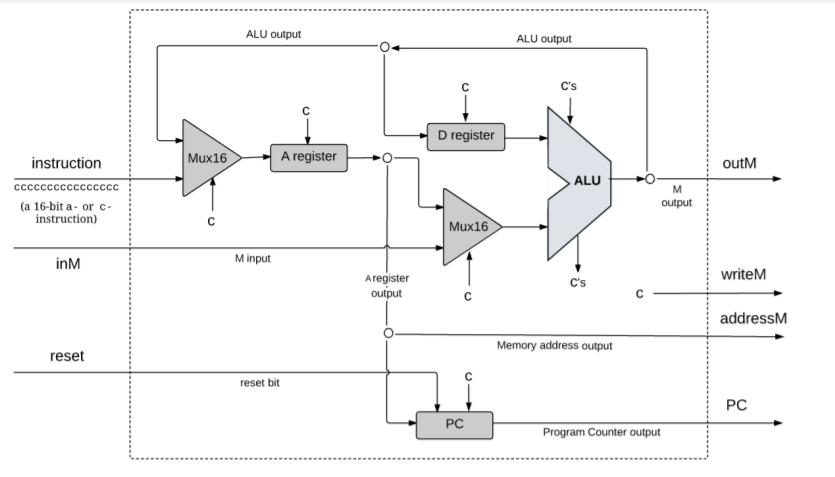 ALU output
ALU output
C
C's
C
D register
Mux16
A register
instruction
cccccccccccccccc
(a 16-bit a- or c-
instruction)
ALU
outM
M
output
C
Mux16
inM
M input
C's
A register
output
C
C
writeM
addressM
Memory address output
reset
reset bit
C
PC
PC
Program Counter output